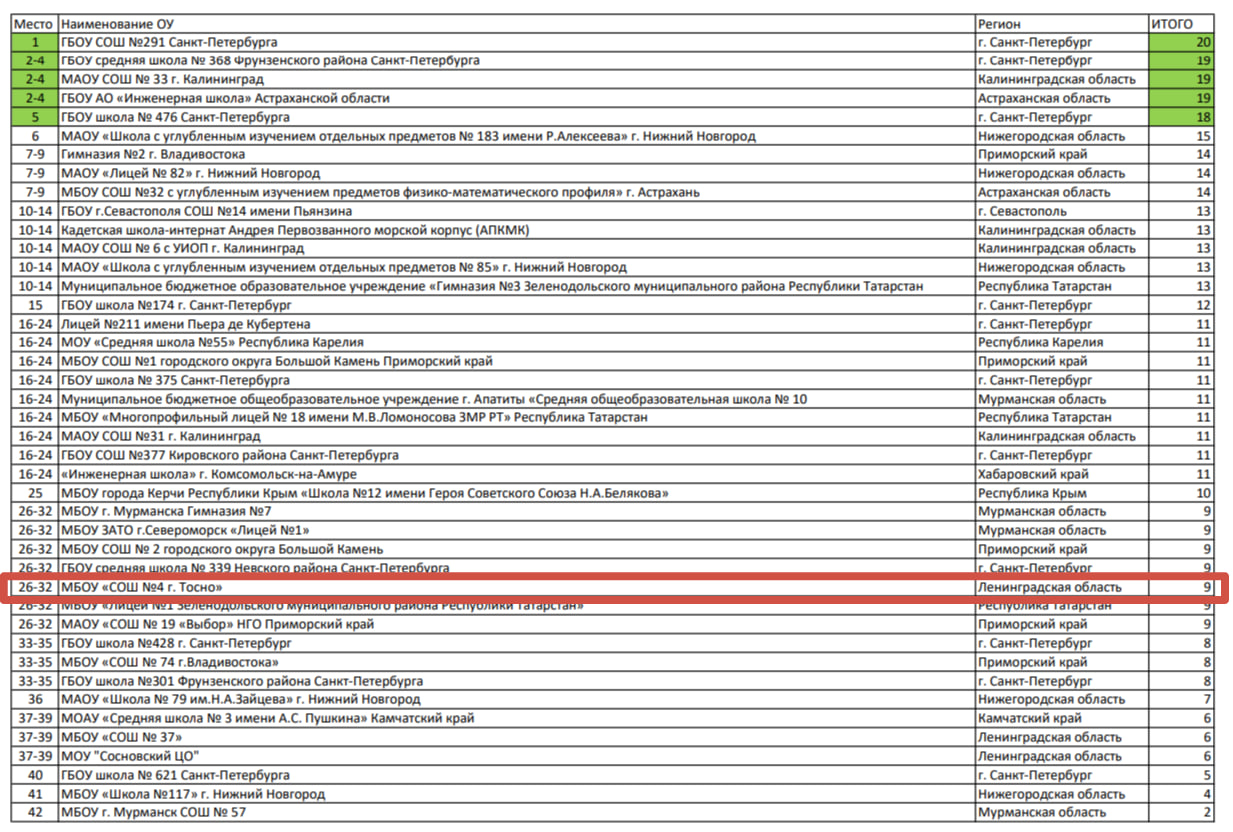 Место Наименование ОУ Регион ИТОГО
1 ГБОУ СОШ №291 Санкт-Петербурга г. Санкт-Петербург 20
2-4 ГБОУ средняя школа № 368 Фрунзенского района Санкт-Петербурга г. Санкт-Петербург 19
2-4 МАОУ СОШ № 33 г. Калининград Калининградская область 19
2-4 ГБОУ АО «Инженерная школа» Астраханской области Астраханская область 19
5 ГБОУ школа № 476 Санкт-Петербурга г. Санкт-Петербург 18
6 МАОУ «Школа с углубленным изучением отдельных предметов № 183 имени Р.Алексеева» г. Нижний Новгород Нижегородская область 15
7-9 Гимназия №2 г. Владивостока Приморский край 14
7-9 МАОУ «Лицей № 82» г. Нижний Новгород Нижегородская область 14
7-9 МБОУ СОШ №32 с углубленным изучением предметов физико-математического профиля» г. Астрахань Астраханская область 14
10-14 ГБОУ г.Севастополя СОШ №14 имени Пьянзина г. Севастополь 13
10-14 Кадетская школа-интернат Андрея Первозванного морской корпус (АПКМК) Калининградская область 13
10-14 МАОУ СОШ № 6 с УИОП г. Калининград Калининградская область 13
10-14 МАОУ «Школа с углубленным изучением отдельных предметов № 85» г. Нижний Новгород Нижегородская область 13
10-14 Муниципальное бюджетное образовательное учреждение «Гимназия №3 Зеленодольского муниципального района Республики Татарстан Республика Татарстан 13
15 ГБОУ школа №174 г. Санкт-Петербург г. Санкт-Петербург 12
16-24 Лицей №211 имени Пьера де Кубертена г. Санкт-Петербург 11
16-24 МОУ «Средняя школа №55» Республика Карелия Республика Карелия 11
16-24 МБОУ СОШ №1 городского округа Большой Камень Приморский край Приморский край 11
16-24 ГБОУ школа № 375 Санкт-Петербурга г. Санкт-Петербург 11
16-24 Муниципальное бюджетное общеобразовательное учреждение г. Апатиты «Средняя общеобразовательная школа № 10 Мурманская область 11
16-24 МБОУ «Многопрофильный лицей № 18 имени М.В.Ломоносова ЗМР РТ» Республика Татарстан Республика Татарстан 11
16-24 МАОУ СОШ №31 г. Калининград Калининградская область 11
16-24 ГБОУ СОШ №377 Кировского района Санкт-Петербурга г. Санкт-Петербург 11
16-24 «Инженерная школа» г. Комсомольск-на-Амуре Хабаровский край 11
25 МБОУ города Керчи Республики Крым «Школа №12 имени Героя Советского Союза Н.А.Белякова» Республика Крым 10
26-32 МБОУ г. Мурманска Гимназия №7 Мурманская область 9
26-32 МБОУ ЗАТО г.Североморск «Лицей №1» Мурманская область 9
26-32 МБОУ СОШ № 2 городского округа Большой Камень Приморский край 9
26-32 ГБОУ средняя школа № 339 Невского района Санкт-Петербурга г. Санкт-Петербург 9
26-32 МБОУ «СОШ №4 г. Тосно» Ленинградская область 9
26-32 МБОУ «Лицей №1 Зеленодольского муниципального района Республики Татарстан» Республика Татарстан 9
26-32 МАОУ «СОШ № 19 «Выбор» НГО Приморский край Приморский край 9
33-35 ГБОУ школа №428 г. Санкт-Петербург г. Санкт-Петербург 8
33-35 МБОУ «СОШ № 74 г.Владивостока» Приморский край 8
33-35 ГБОУ школа №301 Фрунзенского района Санкт-Петербурга г. Санкт-Петербург 8
36 МАОУ «Школа № 79 им.Н.А.Зайцева» г. Нижний Новгород Нижегородская область 7
37-39 МОАУ «Средняя школа № 3 имени А.С. Пушкина» Камчатский край Камчатский край 6
37-39 МБОУ «СОШ № 37» Ленинградская область 6
37-39 МОУ "Сосновский ЦО" Ленинградская область 6
40 ГБОУ школа № 621 Санкт-Петербурга г. Санкт-Петербург 5
41 МБОУ «Школа №117» г. Нижний Новгород Нижегородская область 4
42 МБОУ г. Мурманск СОШ № 57 Мурманская область 2